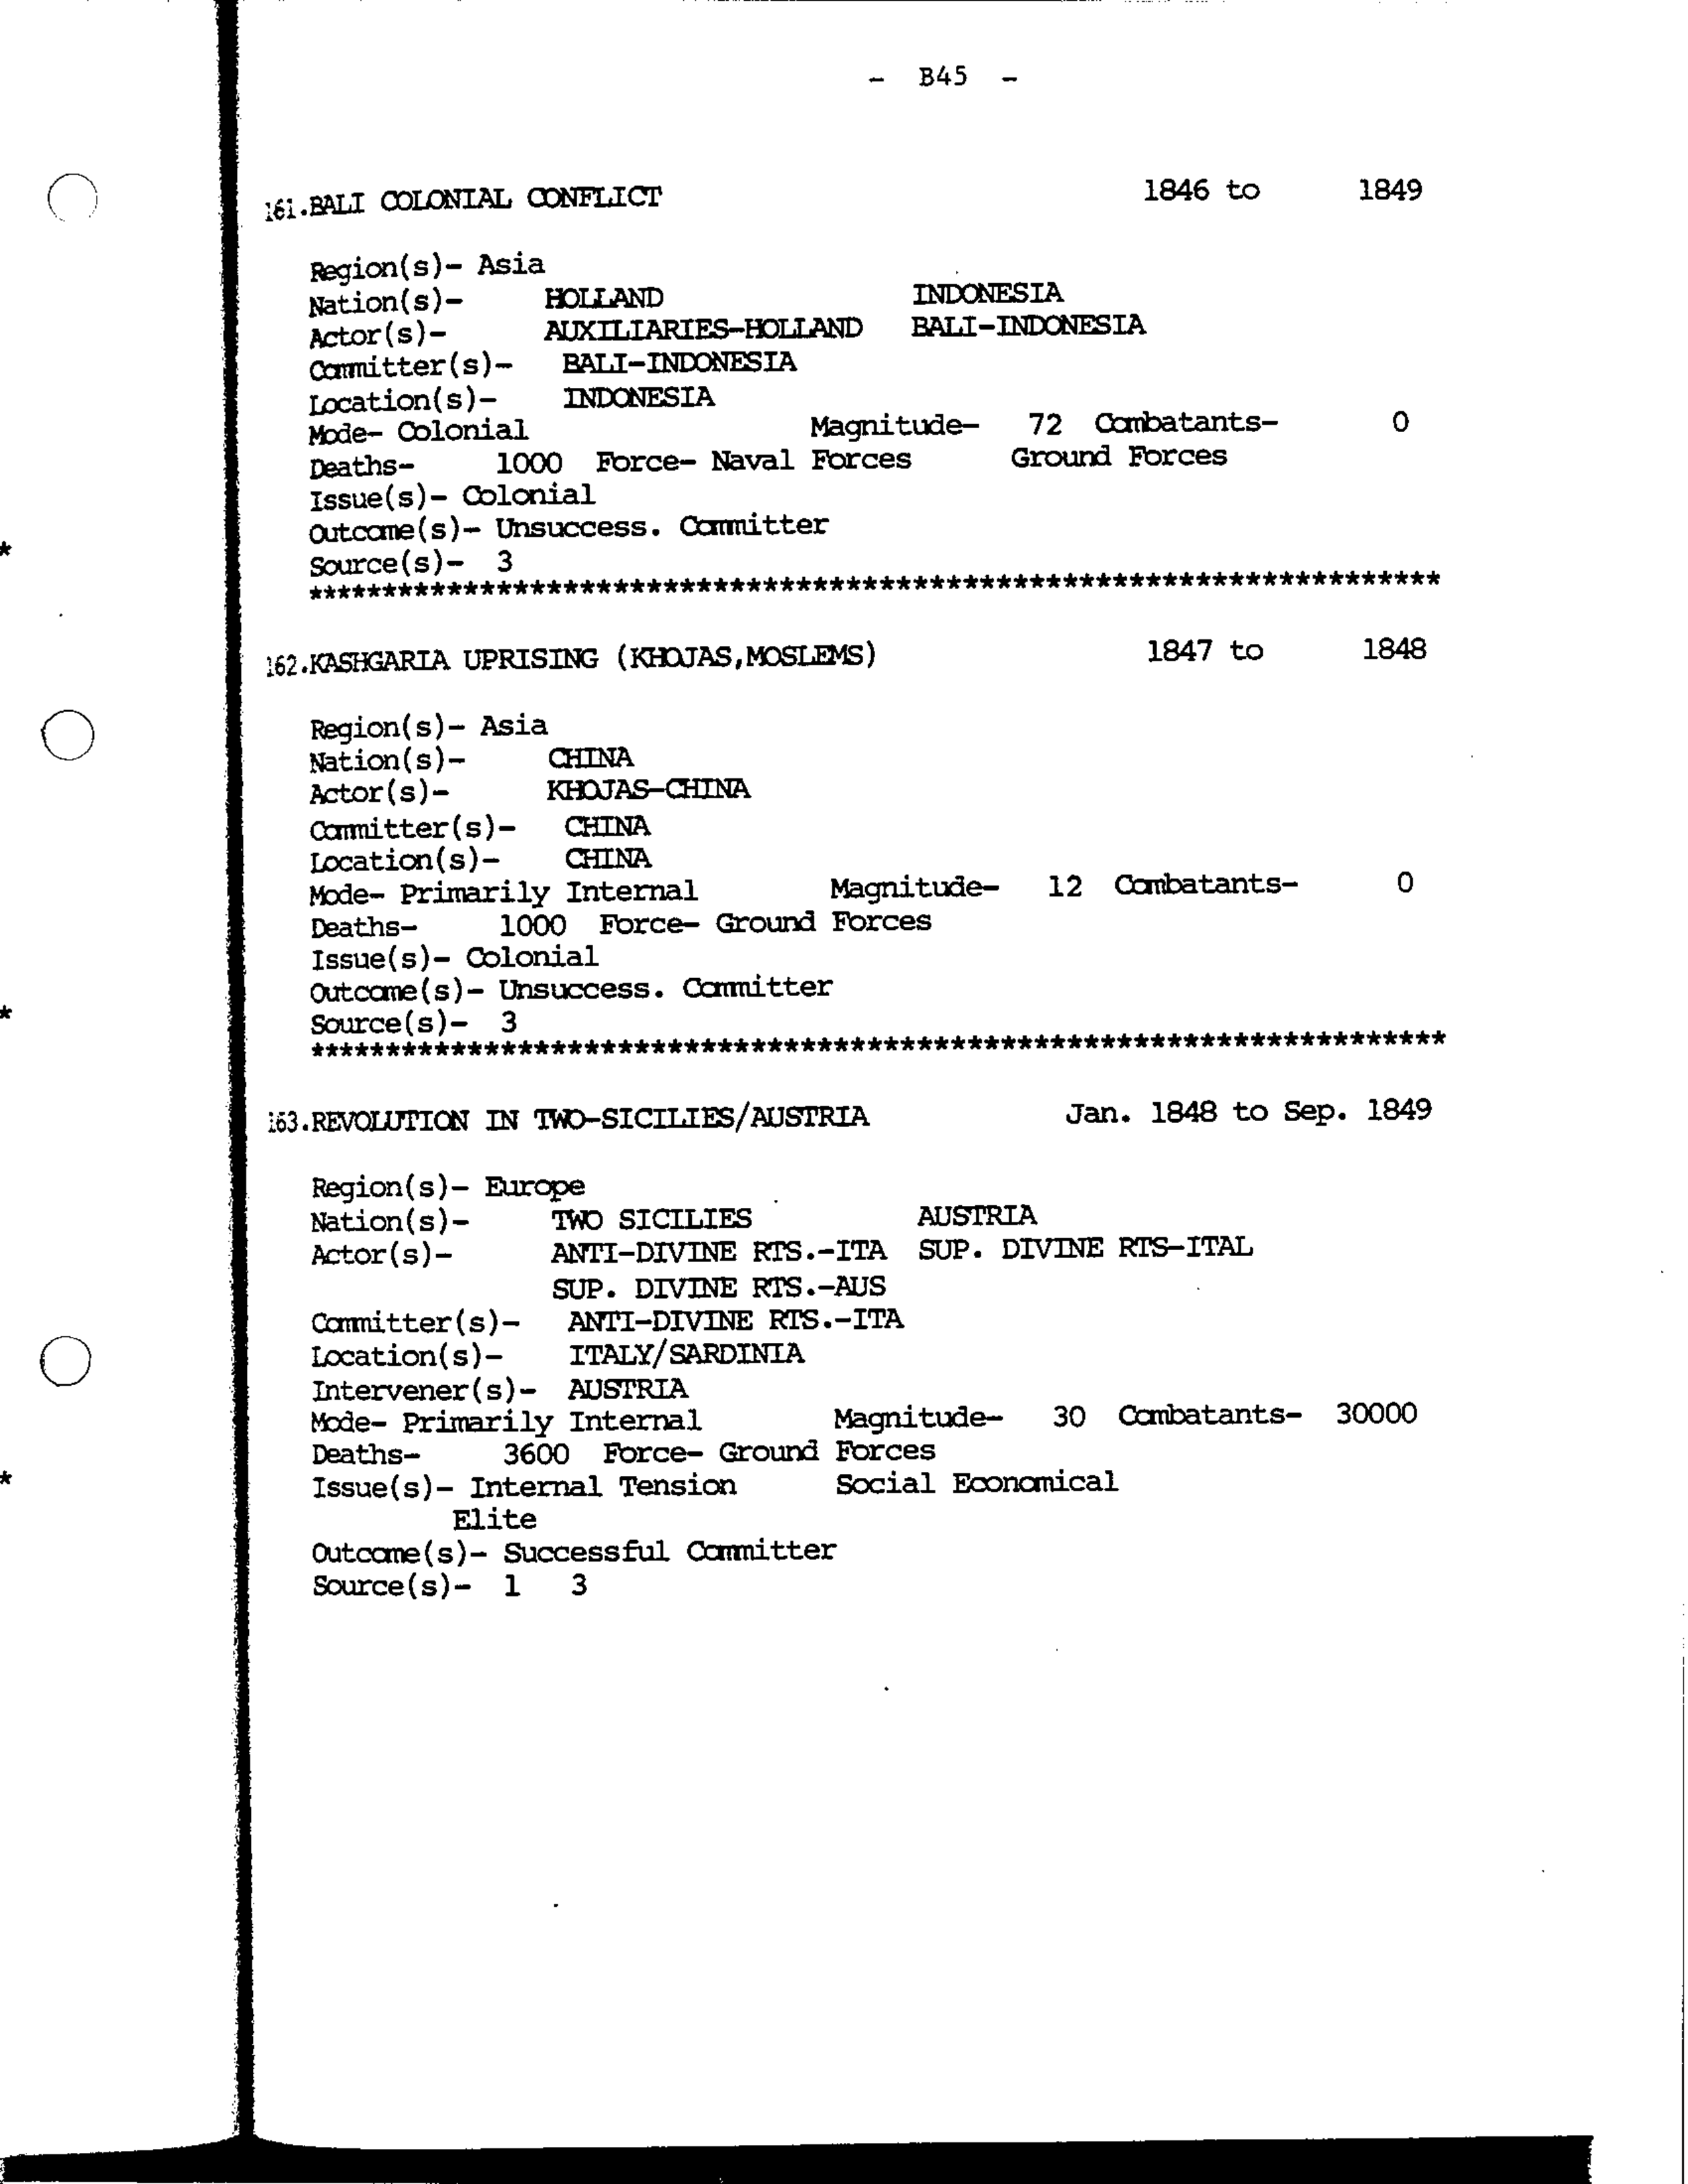 - B45 -
161.BALI COLONIAL CONFLICT 1846 to 1849
Region(s)- Asia
Nation(s)- HOLLAND INDONESIA
Actor(s)- AUXILIARIES-HOLLAND BALI-INDONESIA
Committer(s)- BALI-INDONESIA
Location(s)- INDONESIA
Mode- Colonial Magnitude- 72 Combatants- 0
Deaths- 1000 Force- Naval Forces Ground Forces
Issue(s)- Colonial
Outcome(s)- Unsuccess. Committer
Source(s)- 3
**********************************************************************
162.KASHGARIA UPRISING (KHOJAS,MOSLEMS) 1847 to 1848
Region(s)- Asia
Nation(s)- CHINA
Actor(s)- KHOJAS-CHINA
Committer(s)- CHINA
Location(s)- CHINA
Mode- Primarily Internal Magnitude- 12 Combatants- 0
Deaths- 1000 Force- Ground Forces
Issue(s)- Colonial
Outcome(s)- Unsuccess. Committer
Source(s)- 3
**********************************************************************
163.REVOLUTION IN TWO-SICILIES/AUSTRIA Jan. 1848 to Sep. 1849
Region(s)- Europe
Nation(s)- TWO SICILIES AUSTRIA
Actor(s)- ANTI-DIVINE RTS.-ITA SUP. DIVINE RTS-ITAL
SUP. DIVINE RTS.-AUS
Committer(s)- ANTI-DIVINE RTS.-ITA
Location(s)- ITALY/SARDINIA
Intervener(s)- AUSTRIA
Mode- Primarily Internal Magnitude- 30 Combatants- 30000
Deaths- 3600 Force- Ground Forces
Issue(s)- Internal Tension Social Economical
Elite
Outcome(s)- Successful Committer
Source(s)- 1 3